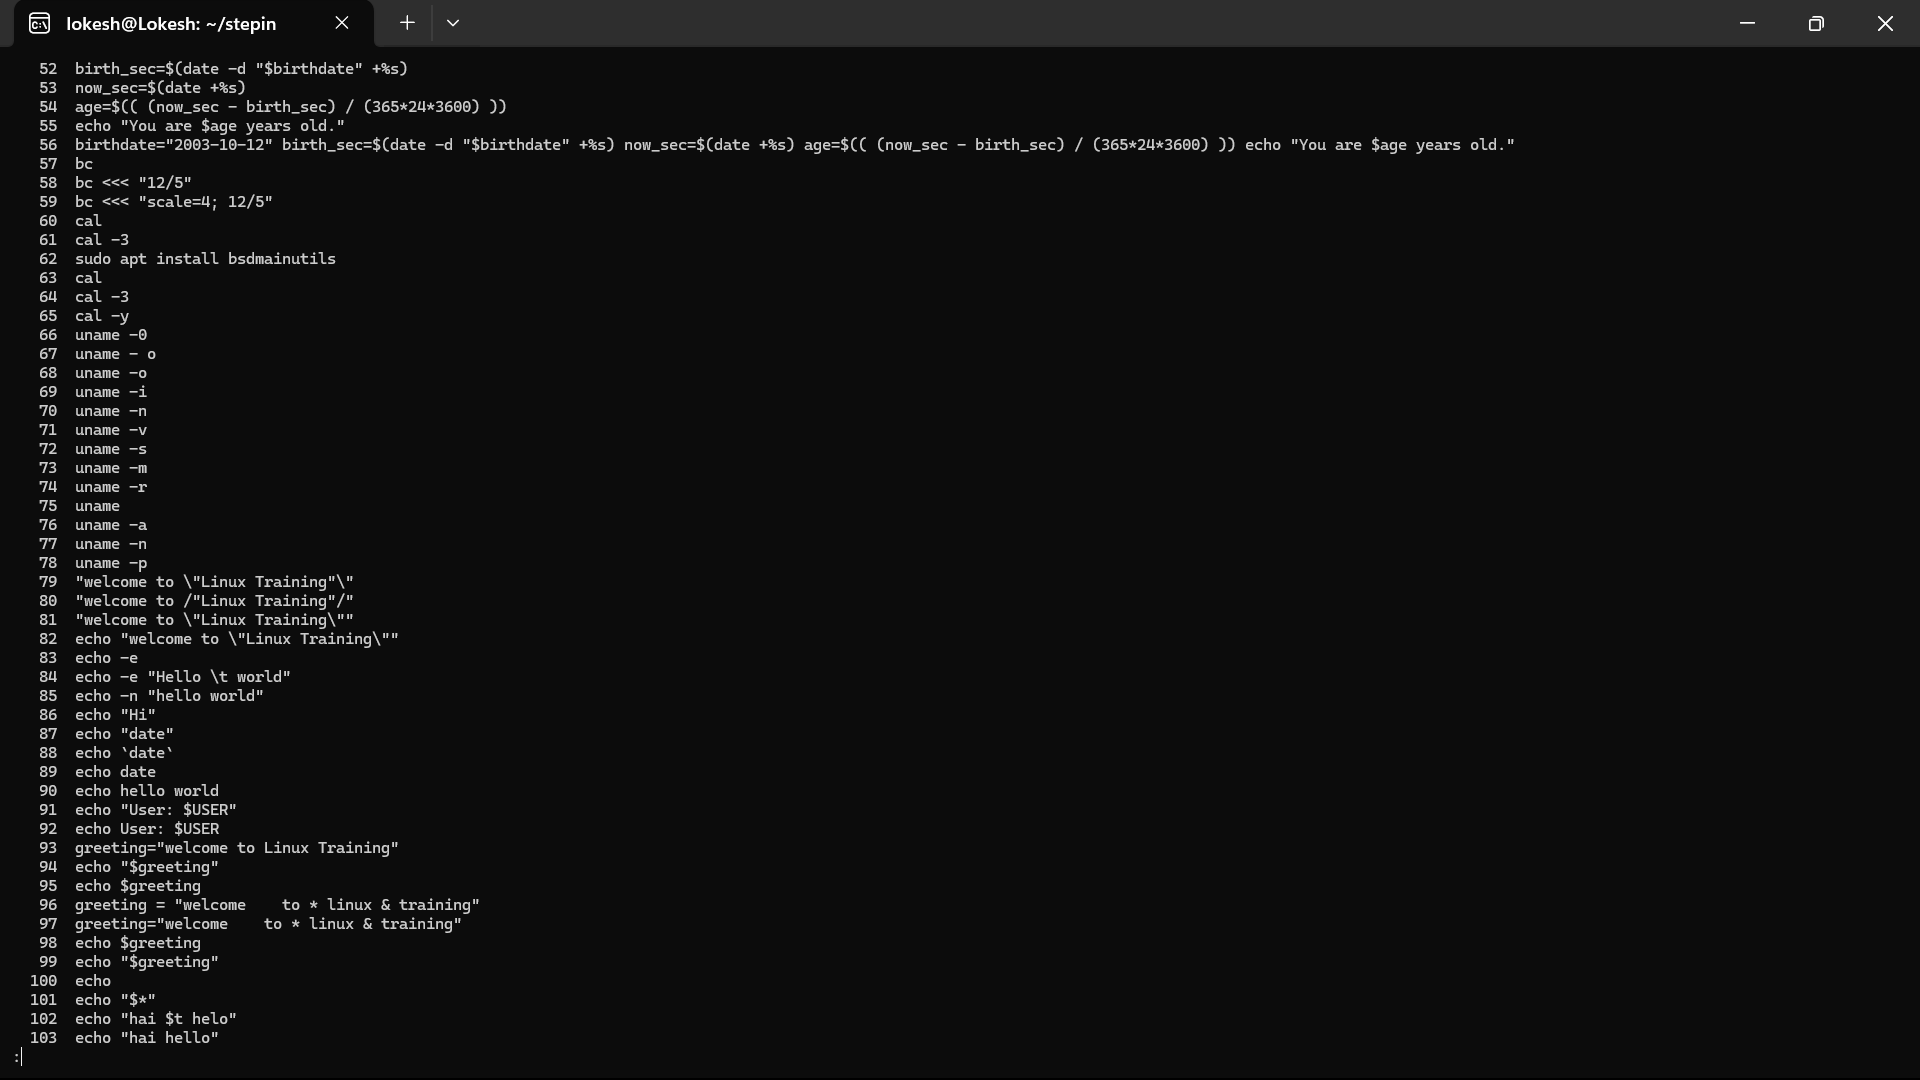 lokesh@Lokesh: ~/stepin
52 birth_sec=$(date -d "$birthdate" +%s)
53 now_sec=$(date +%s)
54 age=$(( (now_sec - birth_sec) / (365*24*3600) ))
55 echo "You are $age years old."
56 birthdate="2003-10-12" birth_sec=$(date -d "$birthdate" +%s) now_sec=$(date +%s) age=$(( (now_sec - birth_sec) / (365*24*3600) )) echo "You are $age years old."
57 bc
58 bc <<< "12/5"
59 bc <<< "scale=4; 12/5"
60 cal
61 cal -3
62 sudo apt install bsdmainutils
63 cal
64 cal -3
65 cal -y
66 uname -0
67 uname - o
68 uname -o
69 uname -i
70 uname -n
71 uname -v
72 uname -s
73 uname -m
74 uname -r
75 uname
76 uname -a
77 uname -n
78 uname -p
79 "welcome to \"Linux Training"\"
80 "welcome to /"Linux Training"/"
81 "welcome to \"Linux Training\""
82 echo "welcome to \"Linux Training\""
83 echo -e
84 echo -e "Hello \t world"
85 echo -n "hello world"
86 echo "Hi"
87 echo "date"
88 echo `date`
89 echo date
90 echo hello world
91 echo "User: $USER"
92 echo User: $USER
93 greeting="welcome to Linux Training"
94 echo "$greeting"
95 echo $greeting
96 greeting = "welcome    to * linux & training"
97 greeting="welcome    to * linux & training"
98 echo $greeting
99 echo "$greeting"
100 echo
101 echo "$*"
102 echo "hai $t helo"
103 echo "hai hello"
: